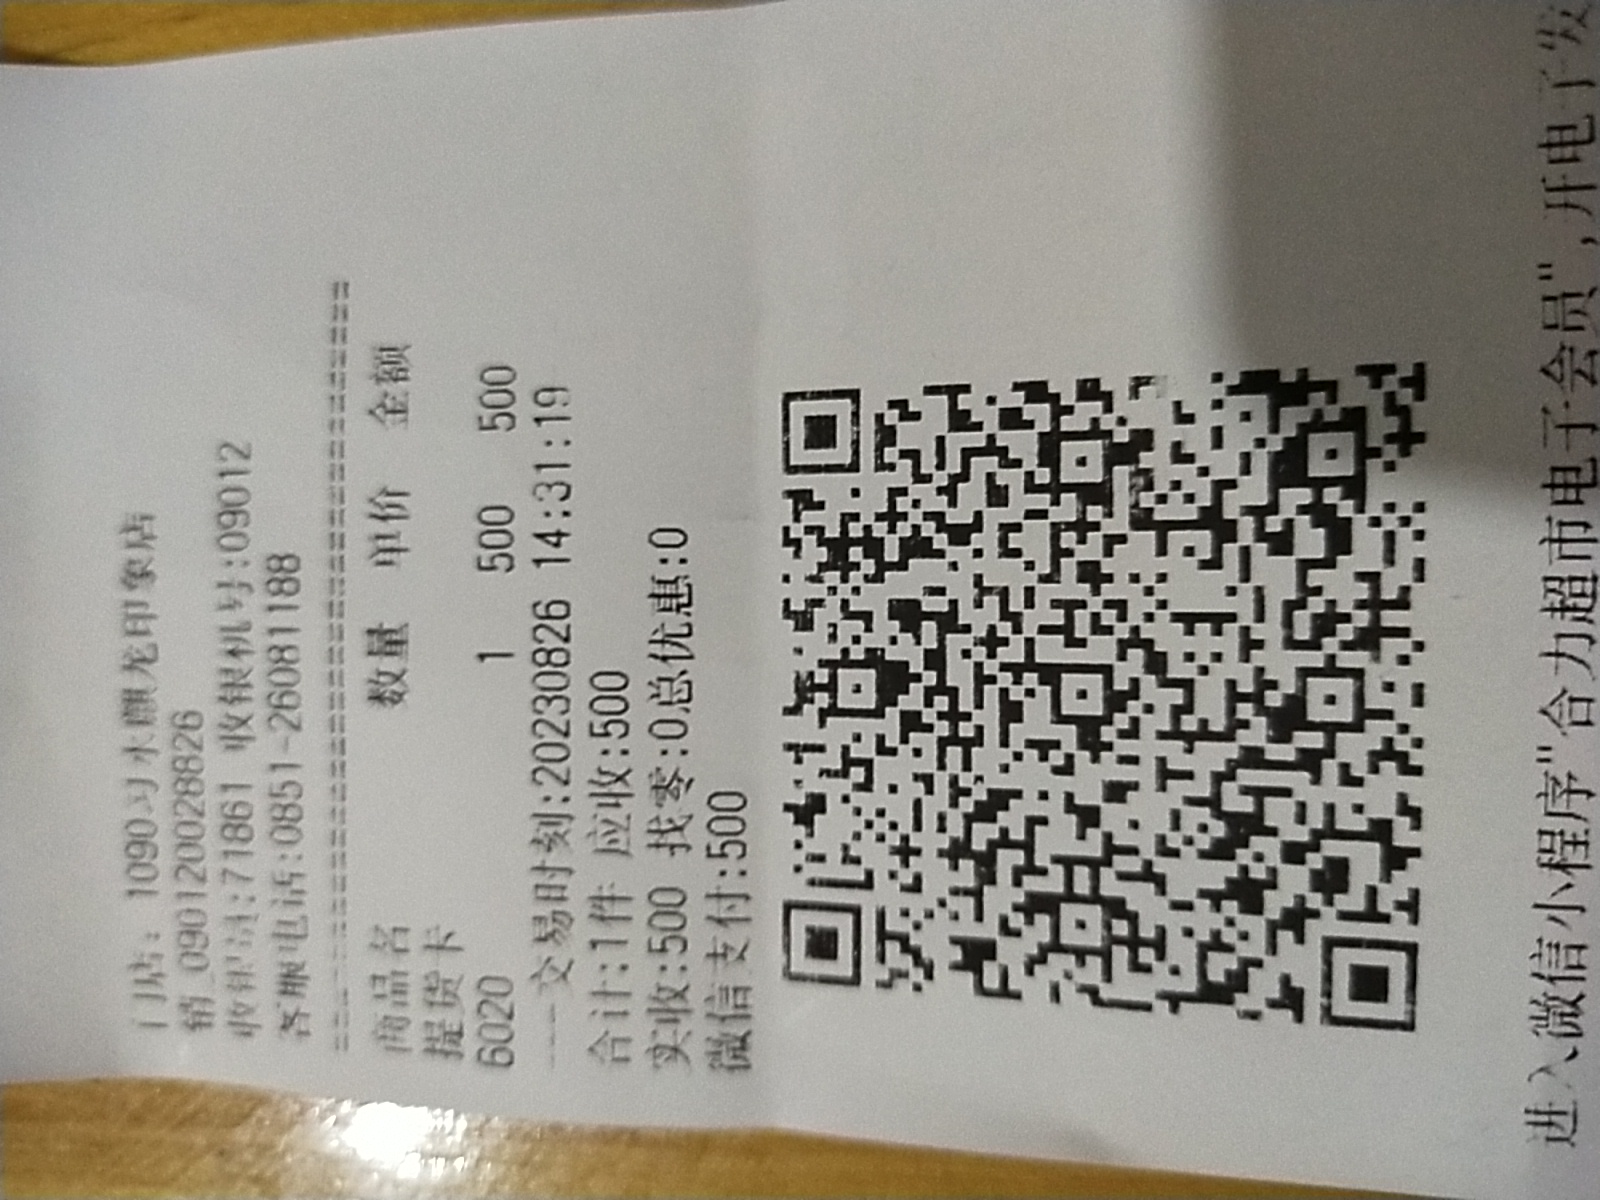 门店: 1090习水麒龙印象店
销_090120028826
收银员:71861 收银机号:09012
客服电话:0851-26081188
商品名 数量 单价 金额
提货卡
6020 1 500 500
---交易时刻:20230826 14:31:19
合计:1件 应收:500
实收:500 找零:0总优惠:0
微信支付:500
进入微信小程序"合力超市电子会员",开电子发